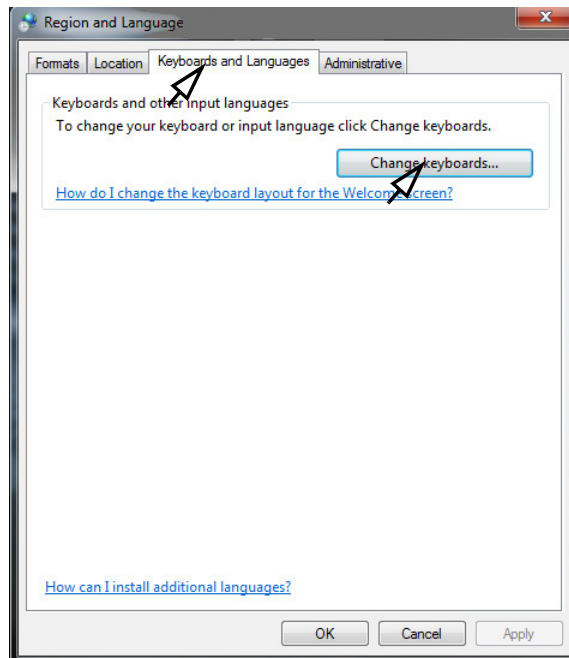 Region and Language
Formats Location Keyboards and Languages Administrative
Keyboards and other input languages
To change your keyboard or input language click Change keyboards.
Change keyboards...
How do I change the keyboard layout for the Welcome screen?
How can I install additional languages?
OK Cancel Apply